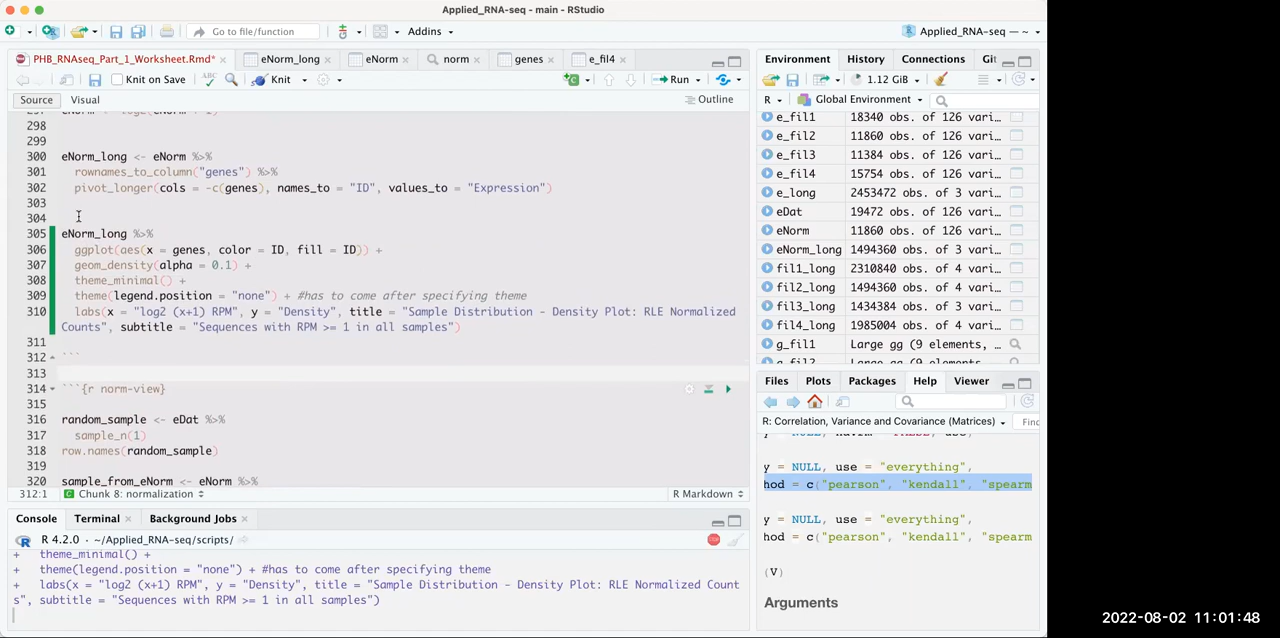 Applied_RNA-seq - main - RStudio
Go to file/function
Addins
Applied_RNA-seq — ~
PHB_RNAseq_Part_1_Worksheet.Rmd*
eNorm_long
eNorm
norm
genes
e_fil4
Knit on Save
ABC
Knit
Run
Source
Visual
Outline
298
299
300 eNorm_long <- eNorm %>%
301 rownames_to_column("genes") %>%
302 pivot_longer(cols = -c(genes), names_to = "ID", values_to = "Expression")
303
304
305 eNorm_long %>%
306 ggplot(aes(x = genes, color = ID, fill = ID)) +
307 geom_density(alpha = 0.1) +
308 theme_minimal() +
309 theme(legend.position = "none") + #has to come after specifying theme
310 labs(x = "log2 (x+1) RPM", y = "Density", title = "Sample Distribution - Density Plot: RLE Normalized
Counts", subtitle = "Sequences with RPM >= 1 in all samples")
311
312 ```
313
314 ```{r norm-view}
315
316 random_sample <- eDat %>%
317 sample_n(1)
318 row.names(random_sample)
319
320 sample_from_eNorm <- eNorm %>%
312:1
Chunk 8: normalization
R Markdown
Console
Terminal
Background Jobs
R 4.2.0 · ~/Applied_RNA-seq/scripts/
+ theme_minimal() +
+ theme(legend.position = "none") + #has to come after specifying theme
+ labs(x = "log2 (x+1) RPM", y = "Density", title = "Sample Distribution - Density Plot: RLE Normalized Count
s", subtitle = "Sequences with RPM >= 1 in all samples")
Environment
History
Connections
Git
1.12 GiB
R
Global Environment
e_fil1 18340 obs. of 126 vari…
e_fil2 11860 obs. of 126 vari…
e_fil3 11384 obs. of 126 vari…
e_fil4 15754 obs. of 126 vari…
e_long 2453472 obs. of 3 vari…
eDat 19472 obs. of 126 vari…
eNorm 11860 obs. of 126 vari…
eNorm_long 1494360 obs. of 3 vari…
fil1_long 2310840 obs. of 4 vari…
fil2_long 1494360 obs. of 4 vari…
fil3_long 1434384 obs. of 3 vari…
fil4_long 1985004 obs. of 4 vari…
g_fil1 Large gg (9 elements, …
Files
Plots
Packages
Help
Viewer
R: Correlation, Variance and Covariance (Matrices)
y = NULL, use = "everything",
hod = c("pearson", "kendall", "spearm
y = NULL, use = "everything",
hod = c("pearson", "kendall", "spearm
(V)
Arguments
2022-08-02 11:01:48